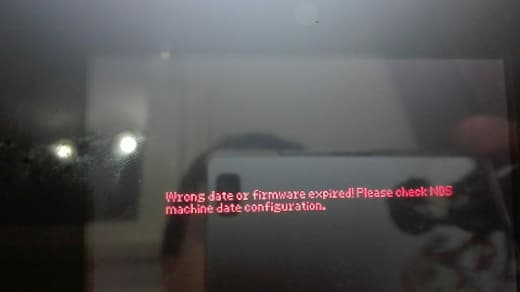 Wrong date or firmware expired! Please check NDS
machine date configuration.